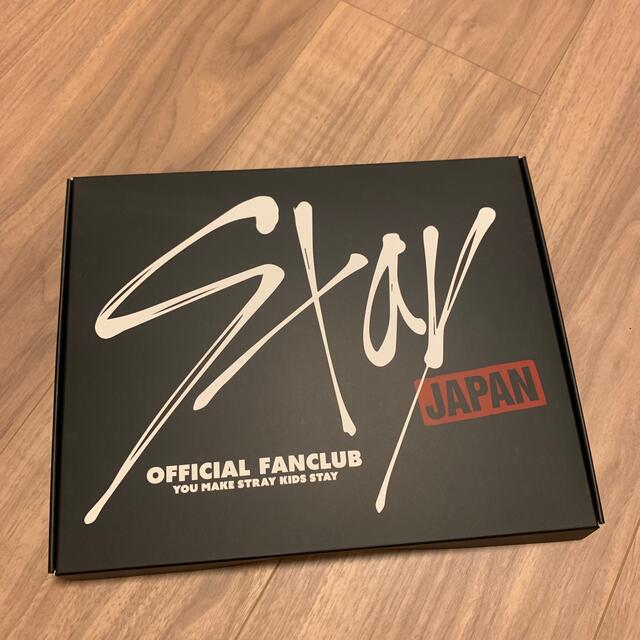 Stay
JAPAN
OFFICIAL FANCLUB
YOU MAKE STRAY KIDS STAY